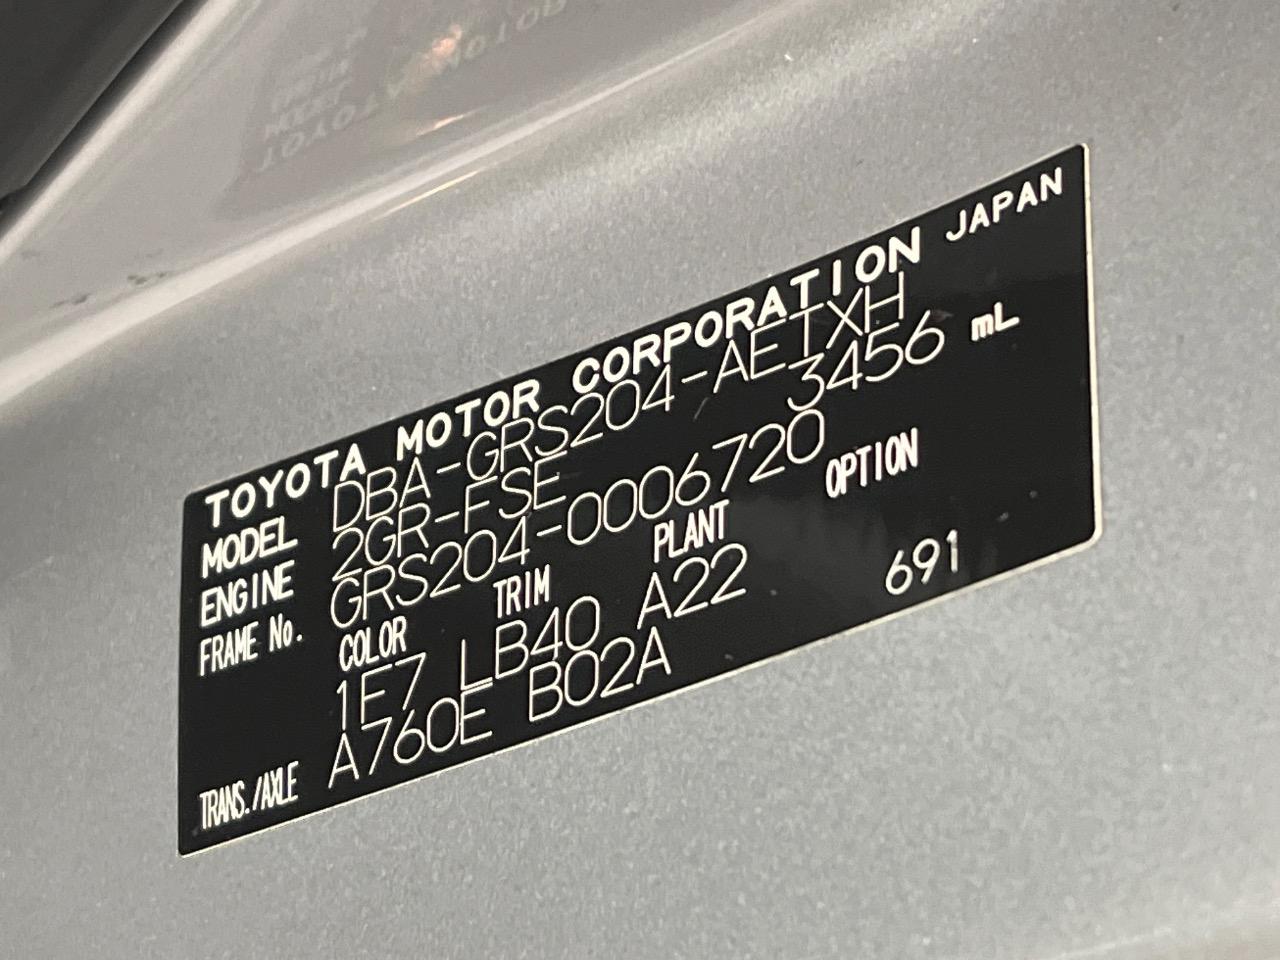 TOYOTA MOTOR CORPORATION JAPAN
MODEL DBA-GRS204-AETXH
ENGINE 2GR-FSE 3456 mL
FRAME No. GRS204-0006720
COLOR TRIM PLANT OPTION
1E7 LB40 A22 691
TRANS./AXLE A760E B02A